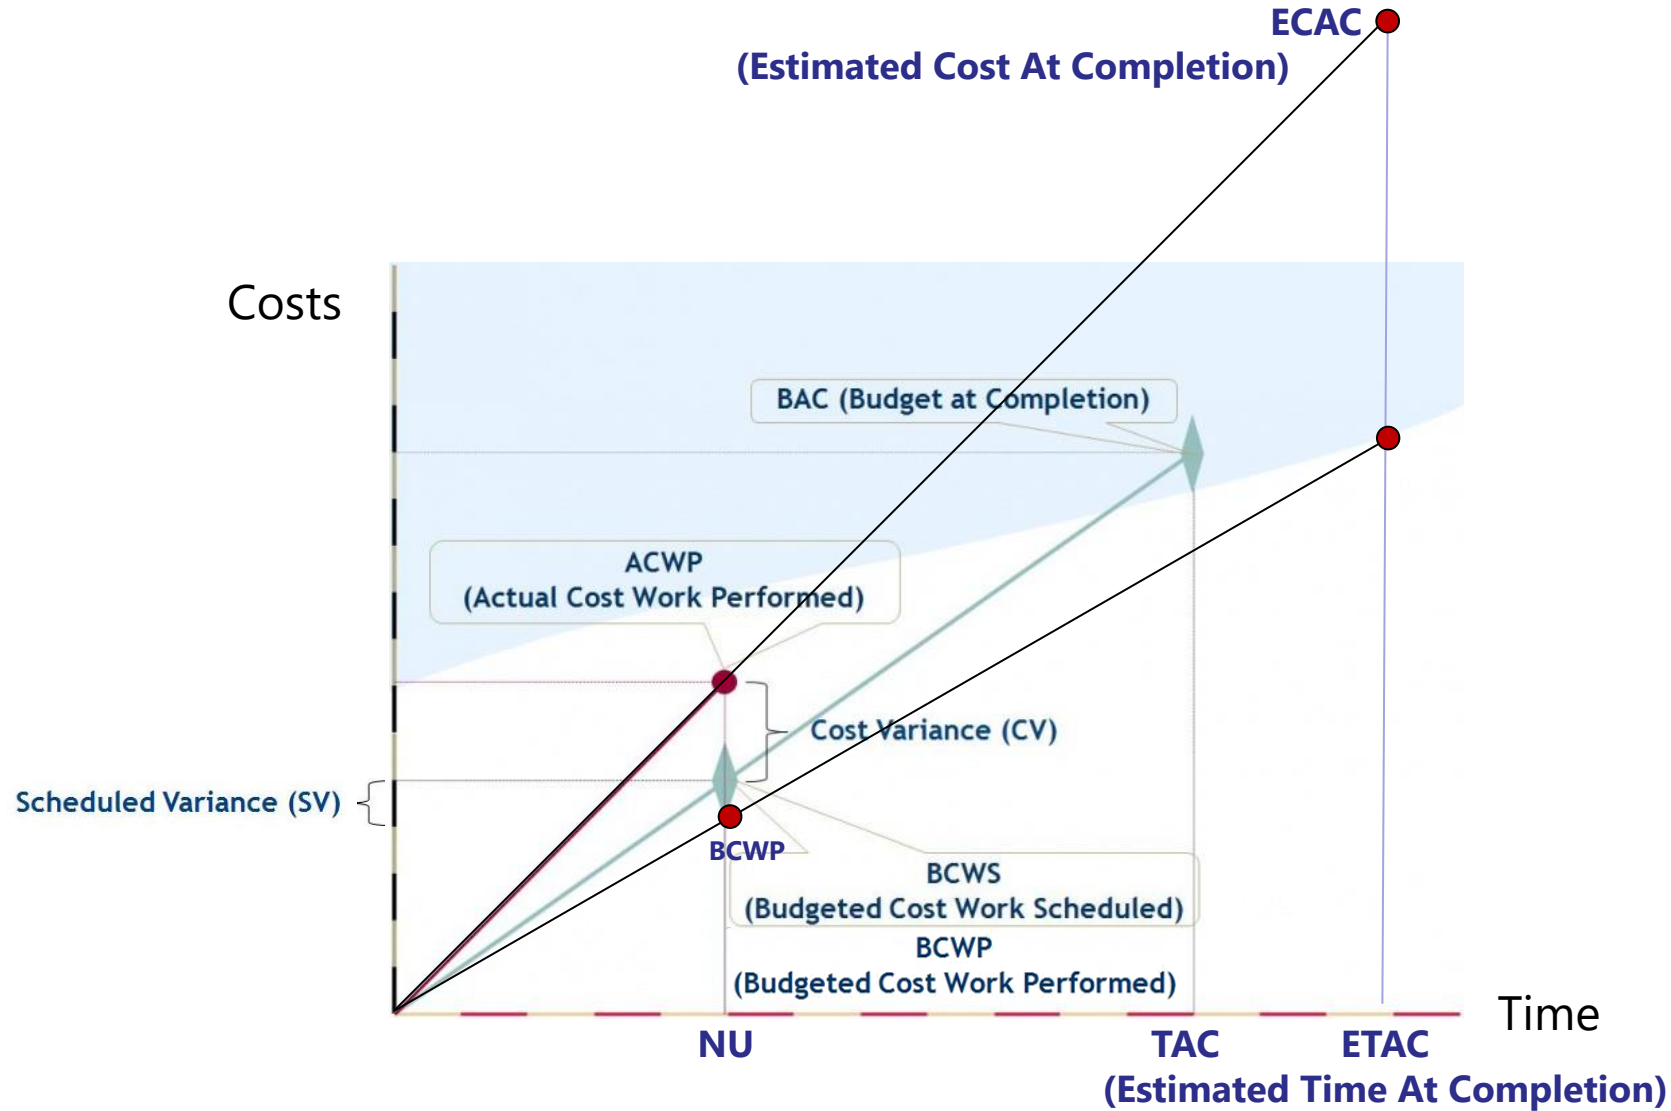 ECAC
(Estimated Cost At Completion)
Costs
BAC (Budget at Completion)
ACWP
(Actual Cost Work Performed)
Cost Variance (CV)
Scheduled Variance (SV)
BCWP
BCWS
(Budgeted Cost Work Scheduled)
BCWP
(Budgeted Cost Work Performed)
Time
NU
TAC
ETAC
(Estimated Time At Completion)